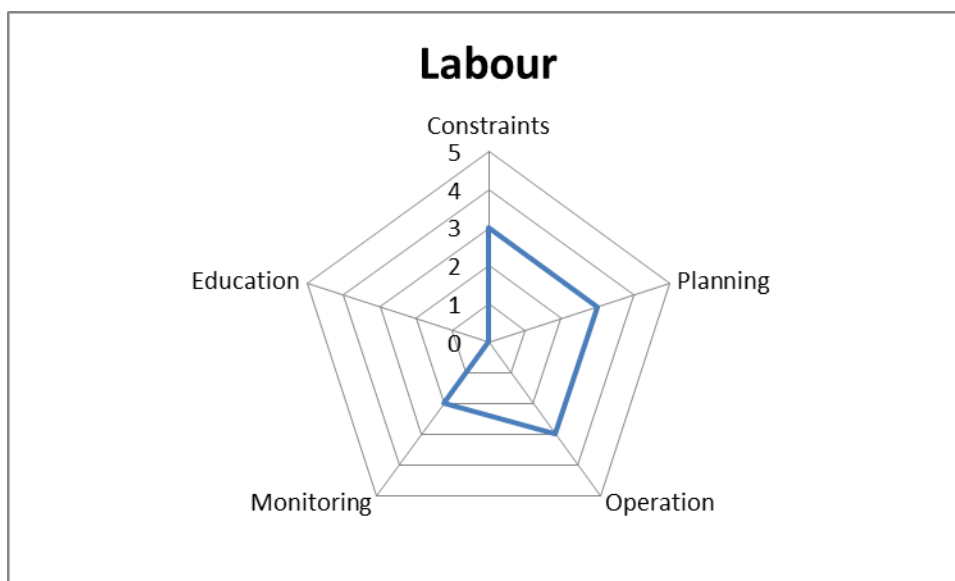 Labour
Constraints
5
4
3
2
1
0
Education
Planning
Monitoring
Operation